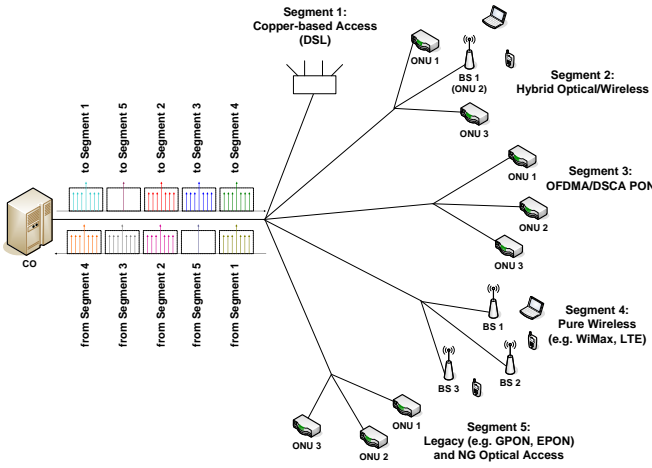 Segment 1:
Copper-based Access
(DSL)
ONU 1
BS 1
(ONU 2)
ONU 3
Segment 2:
Hybrid Optical/Wireless
to Segment 1
to Segment 5
to Segment 2
to Segment 3
to Segment 4
CO
from Segment 4
from Segment 3
from Segment 2
from Segment 5
from Segment 1
ONU 1
ONU 2
ONU 3
Segment 3:
OFDMA/DSCA PON
BS 1
BS 2
BS 3
Segment 4:
Pure Wireless
(e.g. WiMax, LTE)
ONU 1
ONU 2
ONU 3
Segment 5:
Legacy (e.g. GPON, EPON)
and NG Optical Access